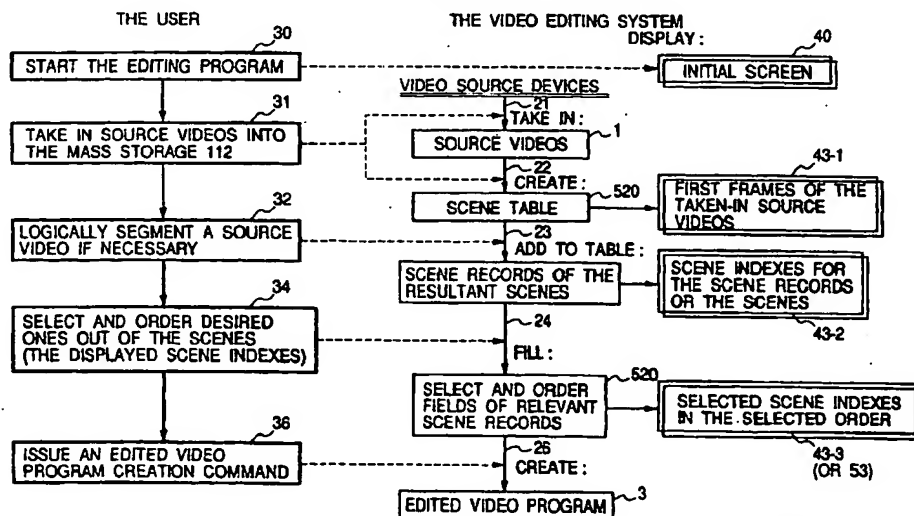 THE USER
THE VIDEO EDITING SYSTEM
DISPLAY :
30
START THE EDITING PROGRAM
40
INITIAL SCREEN
VIDEO SOURCE DEVICES
21
TAKE IN :
31
TAKE IN SOURCE VIDEOS INTO
THE MASS STORAGE 112
1
SOURCE VIDEOS
22
CREATE :
520
SCENE TABLE
43-1
FIRST FRAMES OF THE
TAKEN-IN SOURCE
VIDEOS
32
LOGICALLY SEGMENT A SOURCE
VIDEO IF NECESSARY
23
ADD TO TABLE :
SCENE RECORDS OF THE
RESULTANT SCENES
SCENE INDEXES FOR
THE SCENE RECORDS
OR THE SCENES
43-2
34
SELECT AND ORDER DESIRED
ONES OUT OF THE SCENES
(THE DISPLAYED SCENE INDEXES)
24
FILL :
520
SELECT AND ORDER
FIELDS OF RELEVANT
SCENE RECORDS
SELECTED SCENE INDEXES
IN THE SELECTED ORDER
43-3
(OR 53)
36
ISSUE AN EDITED VIDEO
PROGRAM CREATION COMMAND
26
CREATE :
3
EDITED VIDEO PROGRAM